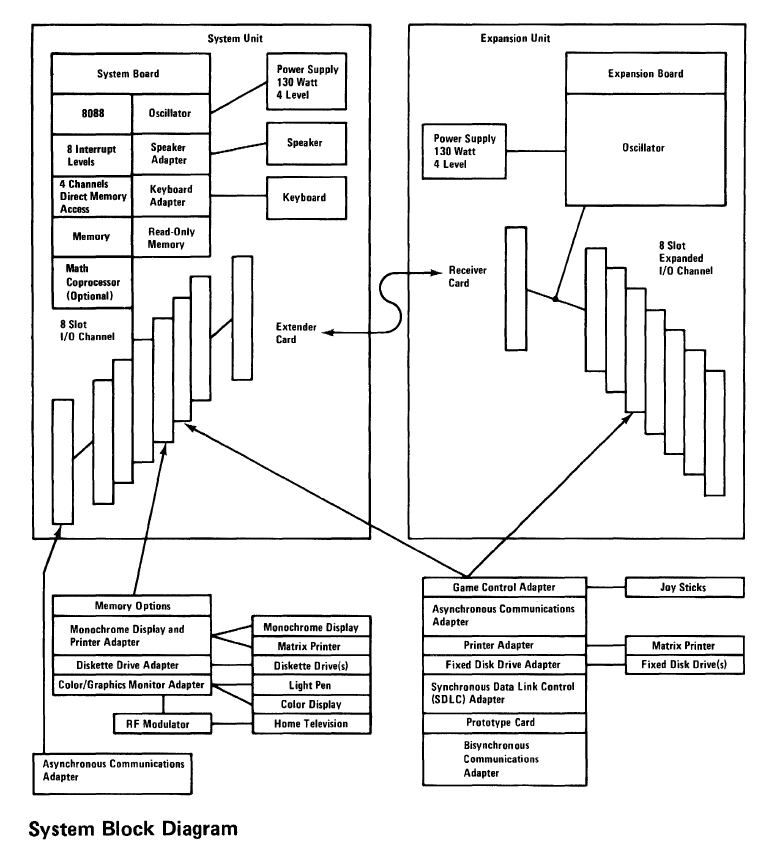 System Unit
System Board
8088
Oscillator
8 Interrupt
Levels
Speaker
Adapter
4 Channels
Direct Memory
Access
Keyboard
Adapter
Memory
Read-Only
Memory
Math
Coprocessor
(Optional)
Power Supply
130 Watt
4 Level
Speaker
Keyboard
8 Slot
I/O Channel
Extender
Card
Expansion Unit
Expansion Board
Oscillator
Power Supply
130 Watt
4 Level
Receiver
Card
8 Slot
Expanded
I/O Channel
Memory Options
Monochrome Display and
Printer Adapter
Diskette Drive Adapter
Color/Graphics Monitor Adapter
RF Modulator
Monochrome Display
Matrix Printer
Diskette Drive(s)
Light Pen
Color Display
Home Television
Asynchronous Communications
Adapter
Game Control Adapter
Asynchronous Communications
Adapter
Printer Adapter
Fixed Disk Drive Adapter
Synchronous Data Link Control
(SDLC) Adapter
Prototype Card
Bisynchronous
Communications
Adapter
Joy Sticks
Matrix Printer
Fixed Disk Drive(s)
System Block Diagram